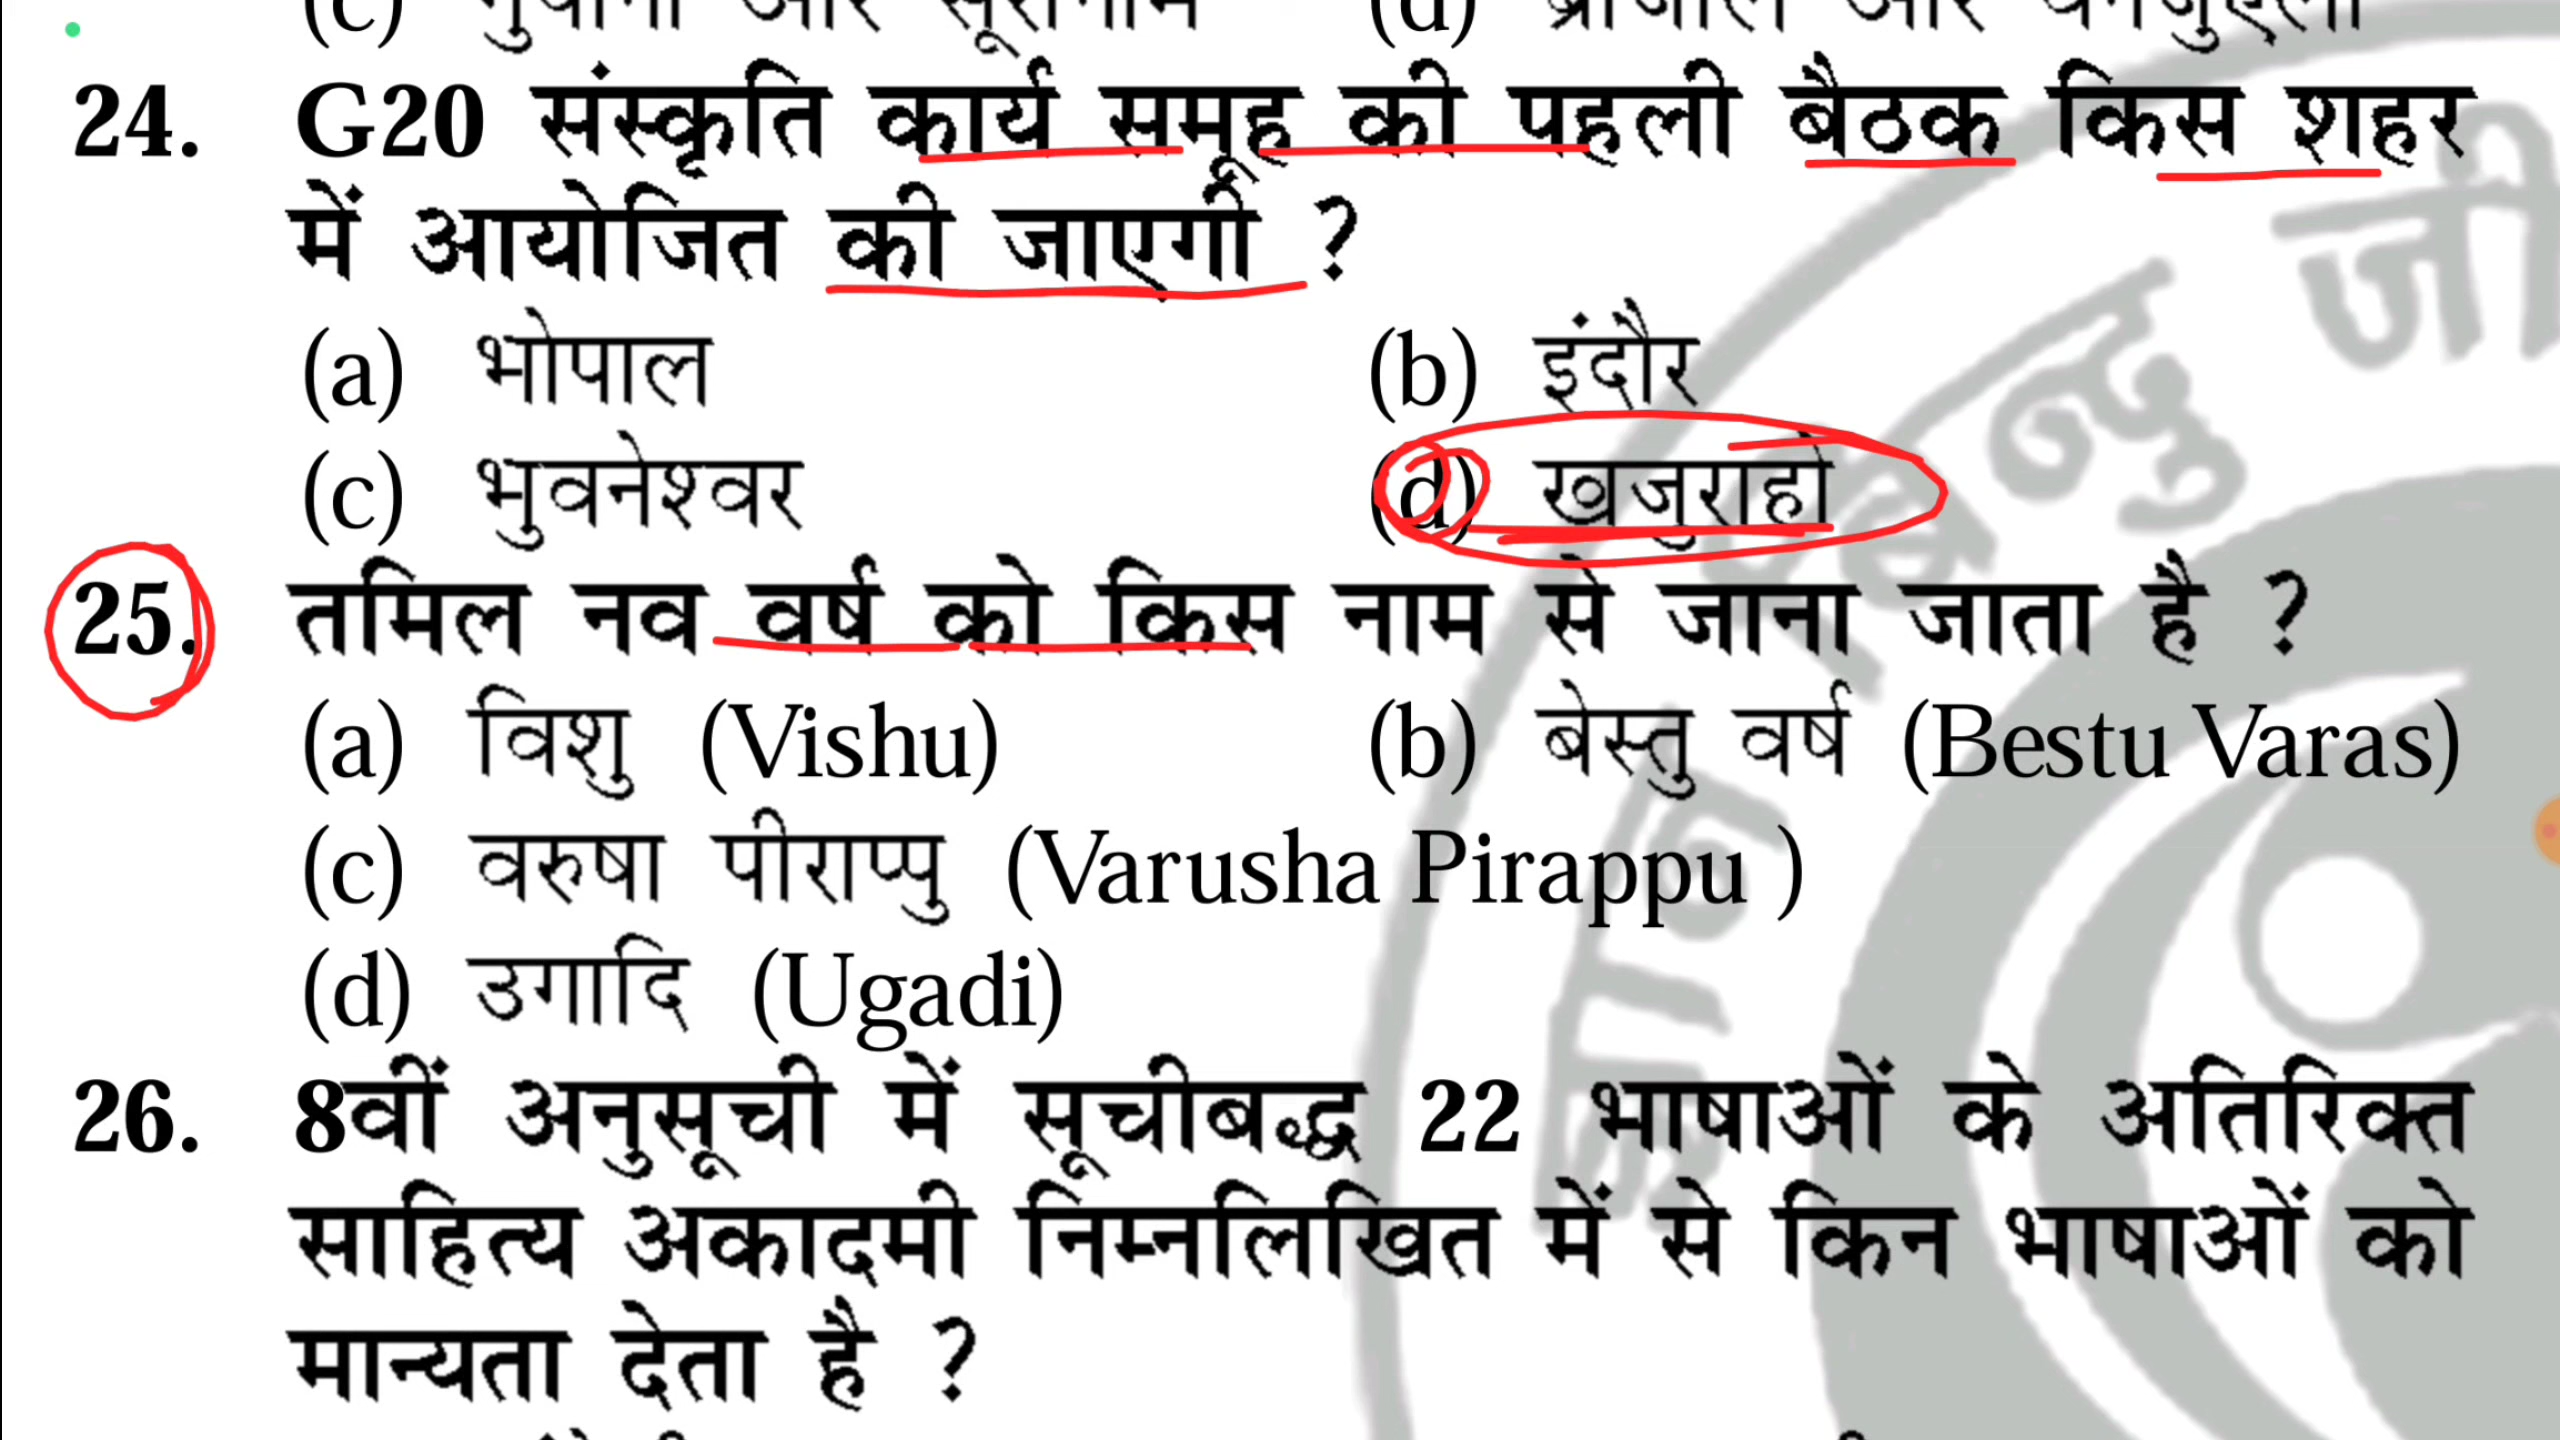 24. G20 संस्कृति कार्य समूह की पहली बैठक किस शहर
में आयोजित की जाएगी ?
(a) भोपाल (b) इंदौर
(c) भुवनेश्वर (d) खजुराहो
25. तमिल नव वर्ष को किस नाम से जाना जाता है ?
(a) विशु (Vishu) (b) बेस्तु वर्ष (Bestu Varas)
(c) वरुषा पीराप्पु (Varusha Pirappu )
(d) उगादि (Ugadi)
26. 8वीं अनुसूची में सूचीबद्ध 22 भाषाओं के अतिरिक्त
साहित्य अकादमी निम्नलिखित में से किन भाषाओं को
मान्यता देता है ?